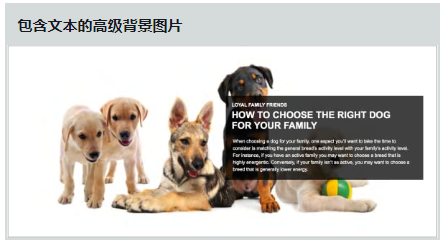 包含文本的高级背景图片
LOYAL FAMILY FRIENDS
HOW TO CHOOSE THE RIGHT DOG
FOR YOUR FAMILY
When choosing a dog for your family, one aspect you'll want to take the time to
consider is matching the general breed's activity level with your family's activity level.
For instance, if you have an active family you may want to choose a breed that is
highly energetic. Conversely, if your family isn't as active, you may want to choose a
breed that is generally lower energy.